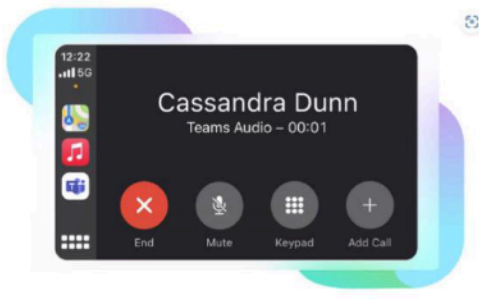 12:22
5G
Cassandra Dunn
Teams Audio – 00:01
End
Mute
Keypad
Add Call